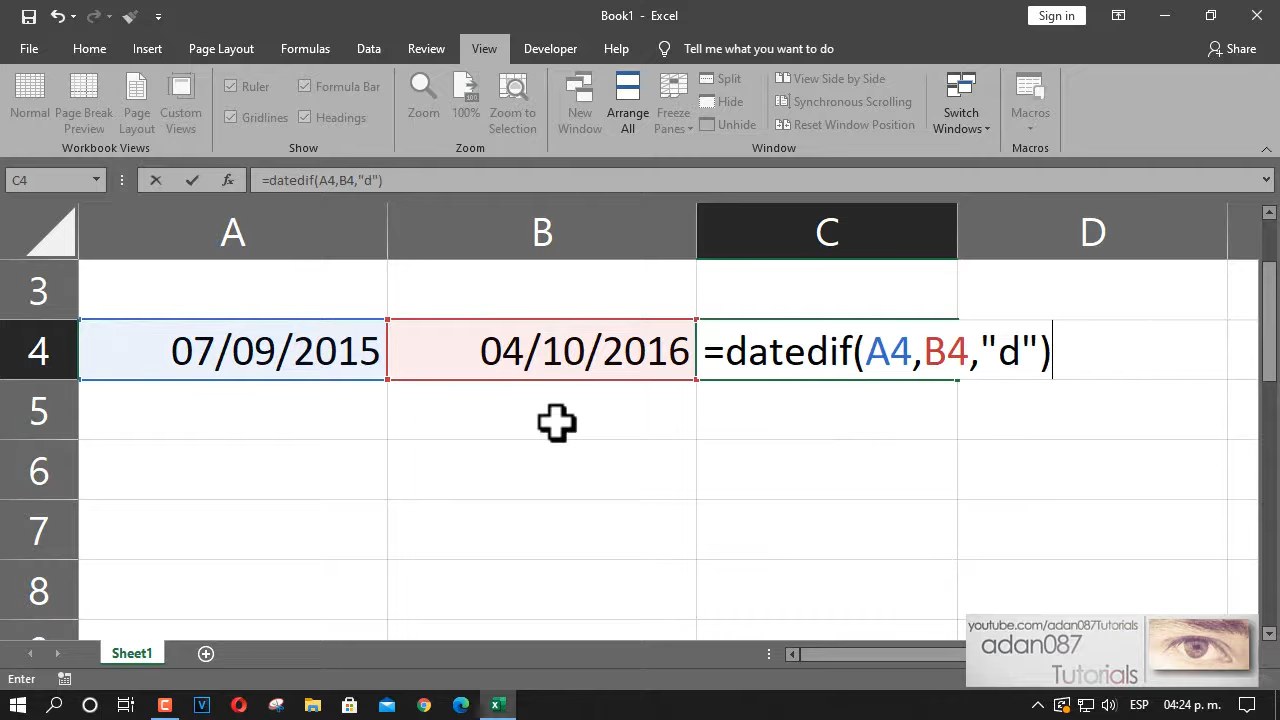 Book1 - Excel
Sign in
File Home Insert Page Layout Formulas Data Review View Developer Help Tell me what you want to do Share
Normal Page Break Preview Page Layout Custom Views
Workbook Views
Ruler Formula Bar
Gridlines Headings
Show
Zoom 100% Zoom to Selection
Zoom
New Window Arrange All Freeze Panes
Split
Hide
Unhide
View Side by Side
Synchronous Scrolling
Reset Window Position
Switch Windows
Window
Macros
Macros
C4 fx =datedif(A4,B4,"d")
A B C D
3
4 07/09/2015 04/10/2016 =datedif(A4,B4,"d")
5
6
7
8
youtube.com/adan087Tutorials
adan087
Tutorials
Sheet1
Enter
ESP 04:24 p. m.